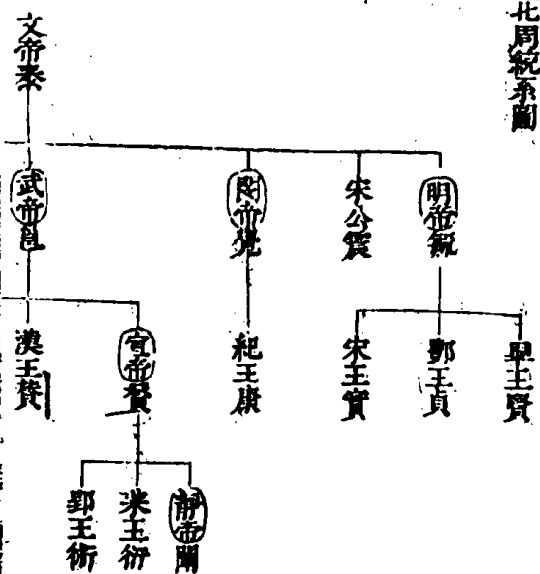 北周統系圖
文帝泰
明帝毓
宋公震
閔帝覺
武帝邕
畢王賢
酆王貞
宋王實
紀王康
宣帝贇
漢王贊
靜帝闡
萊王衍
郢王術